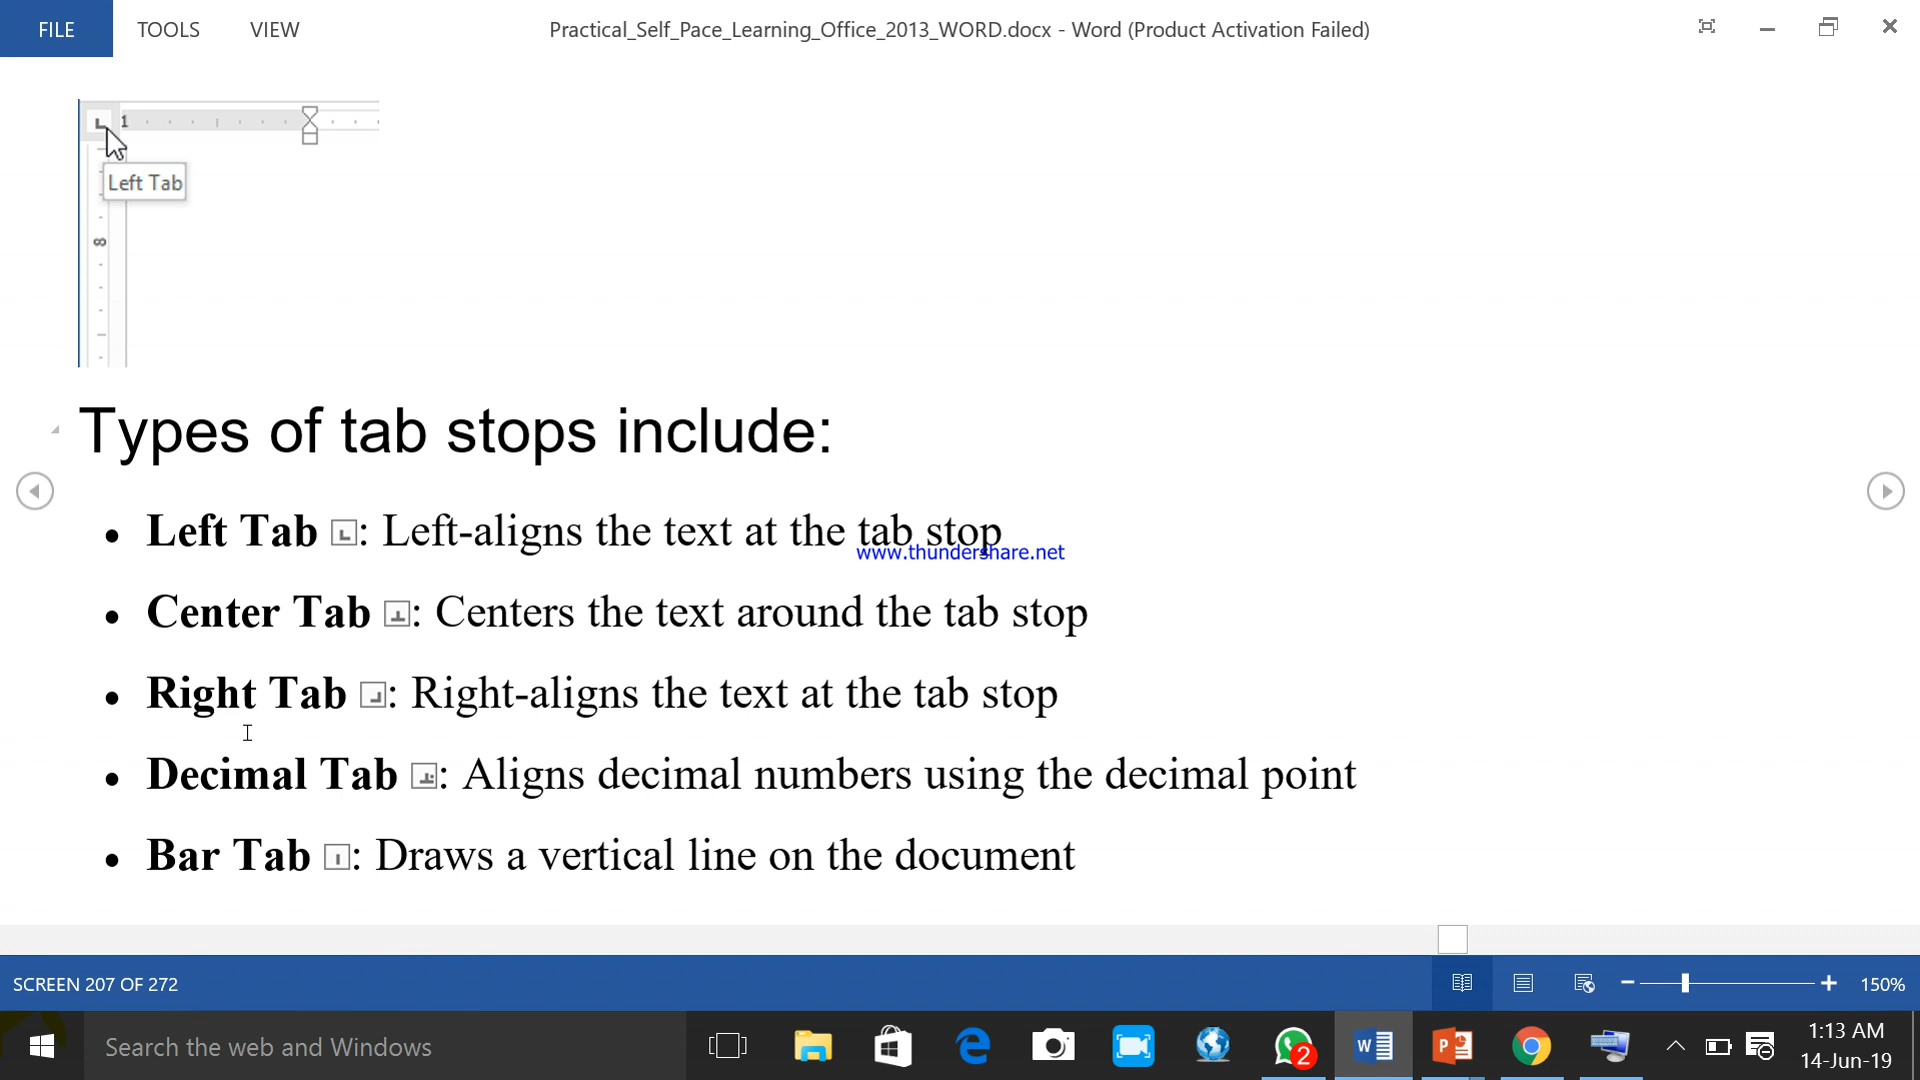 FILE TOOLS VIEW Practical_Self_Pace_Learning_Office_2013_WORD.docx - Word (Product Activation Failed)
1
Left Tab
8
Types of tab stops include:
• Left Tab : Left-aligns the text at the tab stop
www.thundershare.net
• Center Tab : Centers the text around the tab stop
• Right Tab : Right-aligns the text at the tab stop
• Decimal Tab : Aligns decimal numbers using the decimal point
• Bar Tab : Draws a vertical line on the document
SCREEN 207 OF 272 150%
Search the web and Windows 2 1:13 AM
14-Jun-19